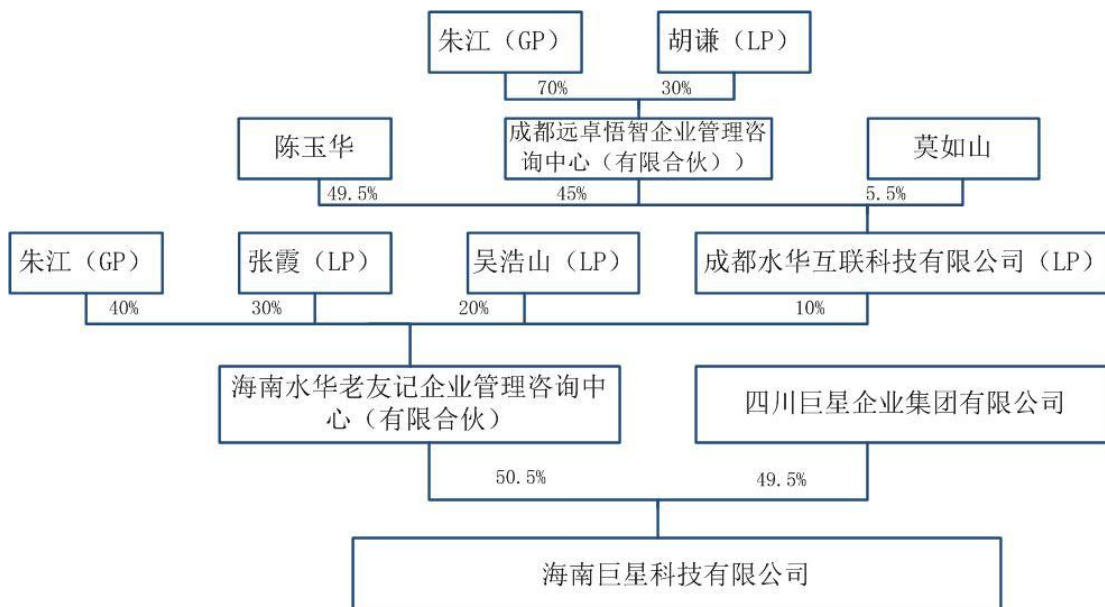 朱江（GP）
胡谦（LP）
70%
30%
陈玉华
成都远卓悟智企业管理咨
询中心（有限合伙））
莫如山
49.5%
45%
5.5%
朱江（GP）
张霞（LP）
吴浩山（LP）
成都水华互联科技有限公司（LP）
40%
30%
20%
10%
海南水华老友记企业管理咨询中
心（有限合伙）
四川巨星企业集团有限公司
50.5%
49.5%
海南巨星科技有限公司